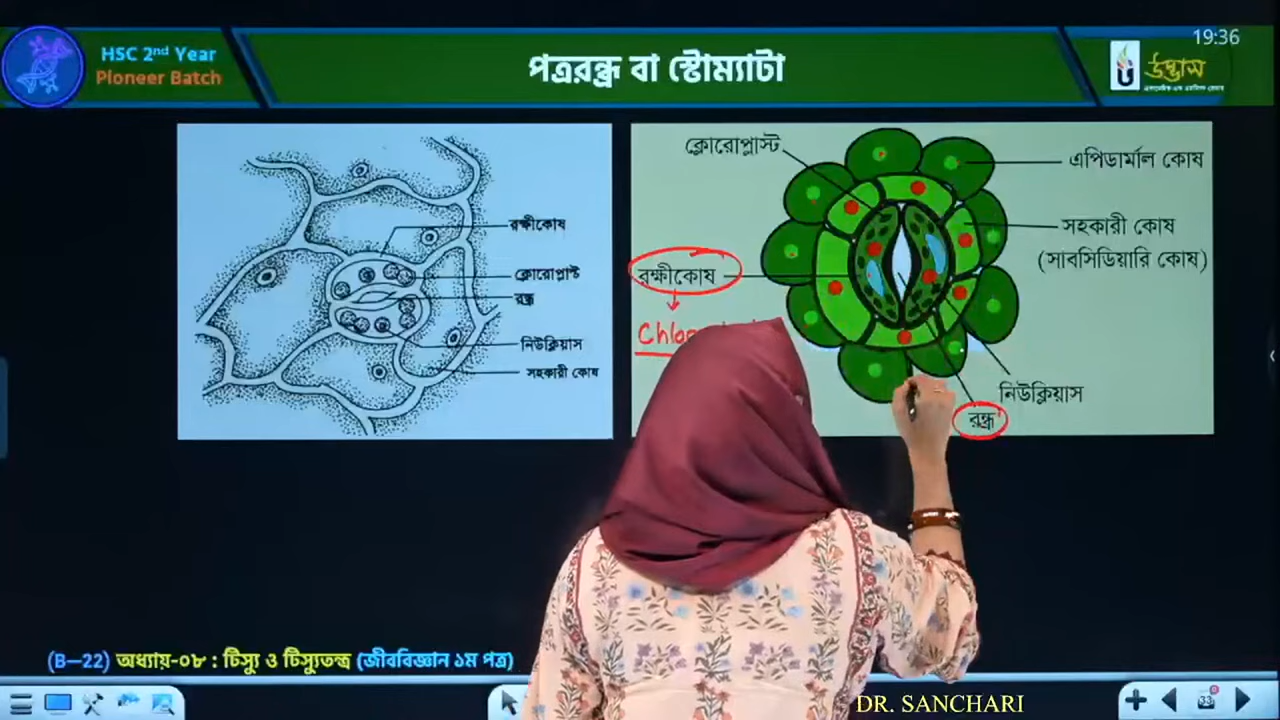 19:36
HSC 2nd Year
Pioneer Batch
পত্ররন্ধ্র বা স্টোম্যাটা
U
উদ্ভাস
ক্লোরোপ্লাস্ট
এপিডার্মাল কোষ
সহকারী কোষ
(সাবসিডিয়ারি কোষ)
রক্ষীকোষ
নিউক্লিয়াস
রন্ধ্র
রক্ষীকোষ
ক্লোরোপ্লাস্ট
রন্ধ্র
নিউক্লিয়াস
সহকারী কোষ
(B–22) অধ্যায়-০৮ : টিস্যু ও টিস্যুতন্ত্র (জীববিজ্ঞান ১ম পত্র)
DR. SANCHARI
33